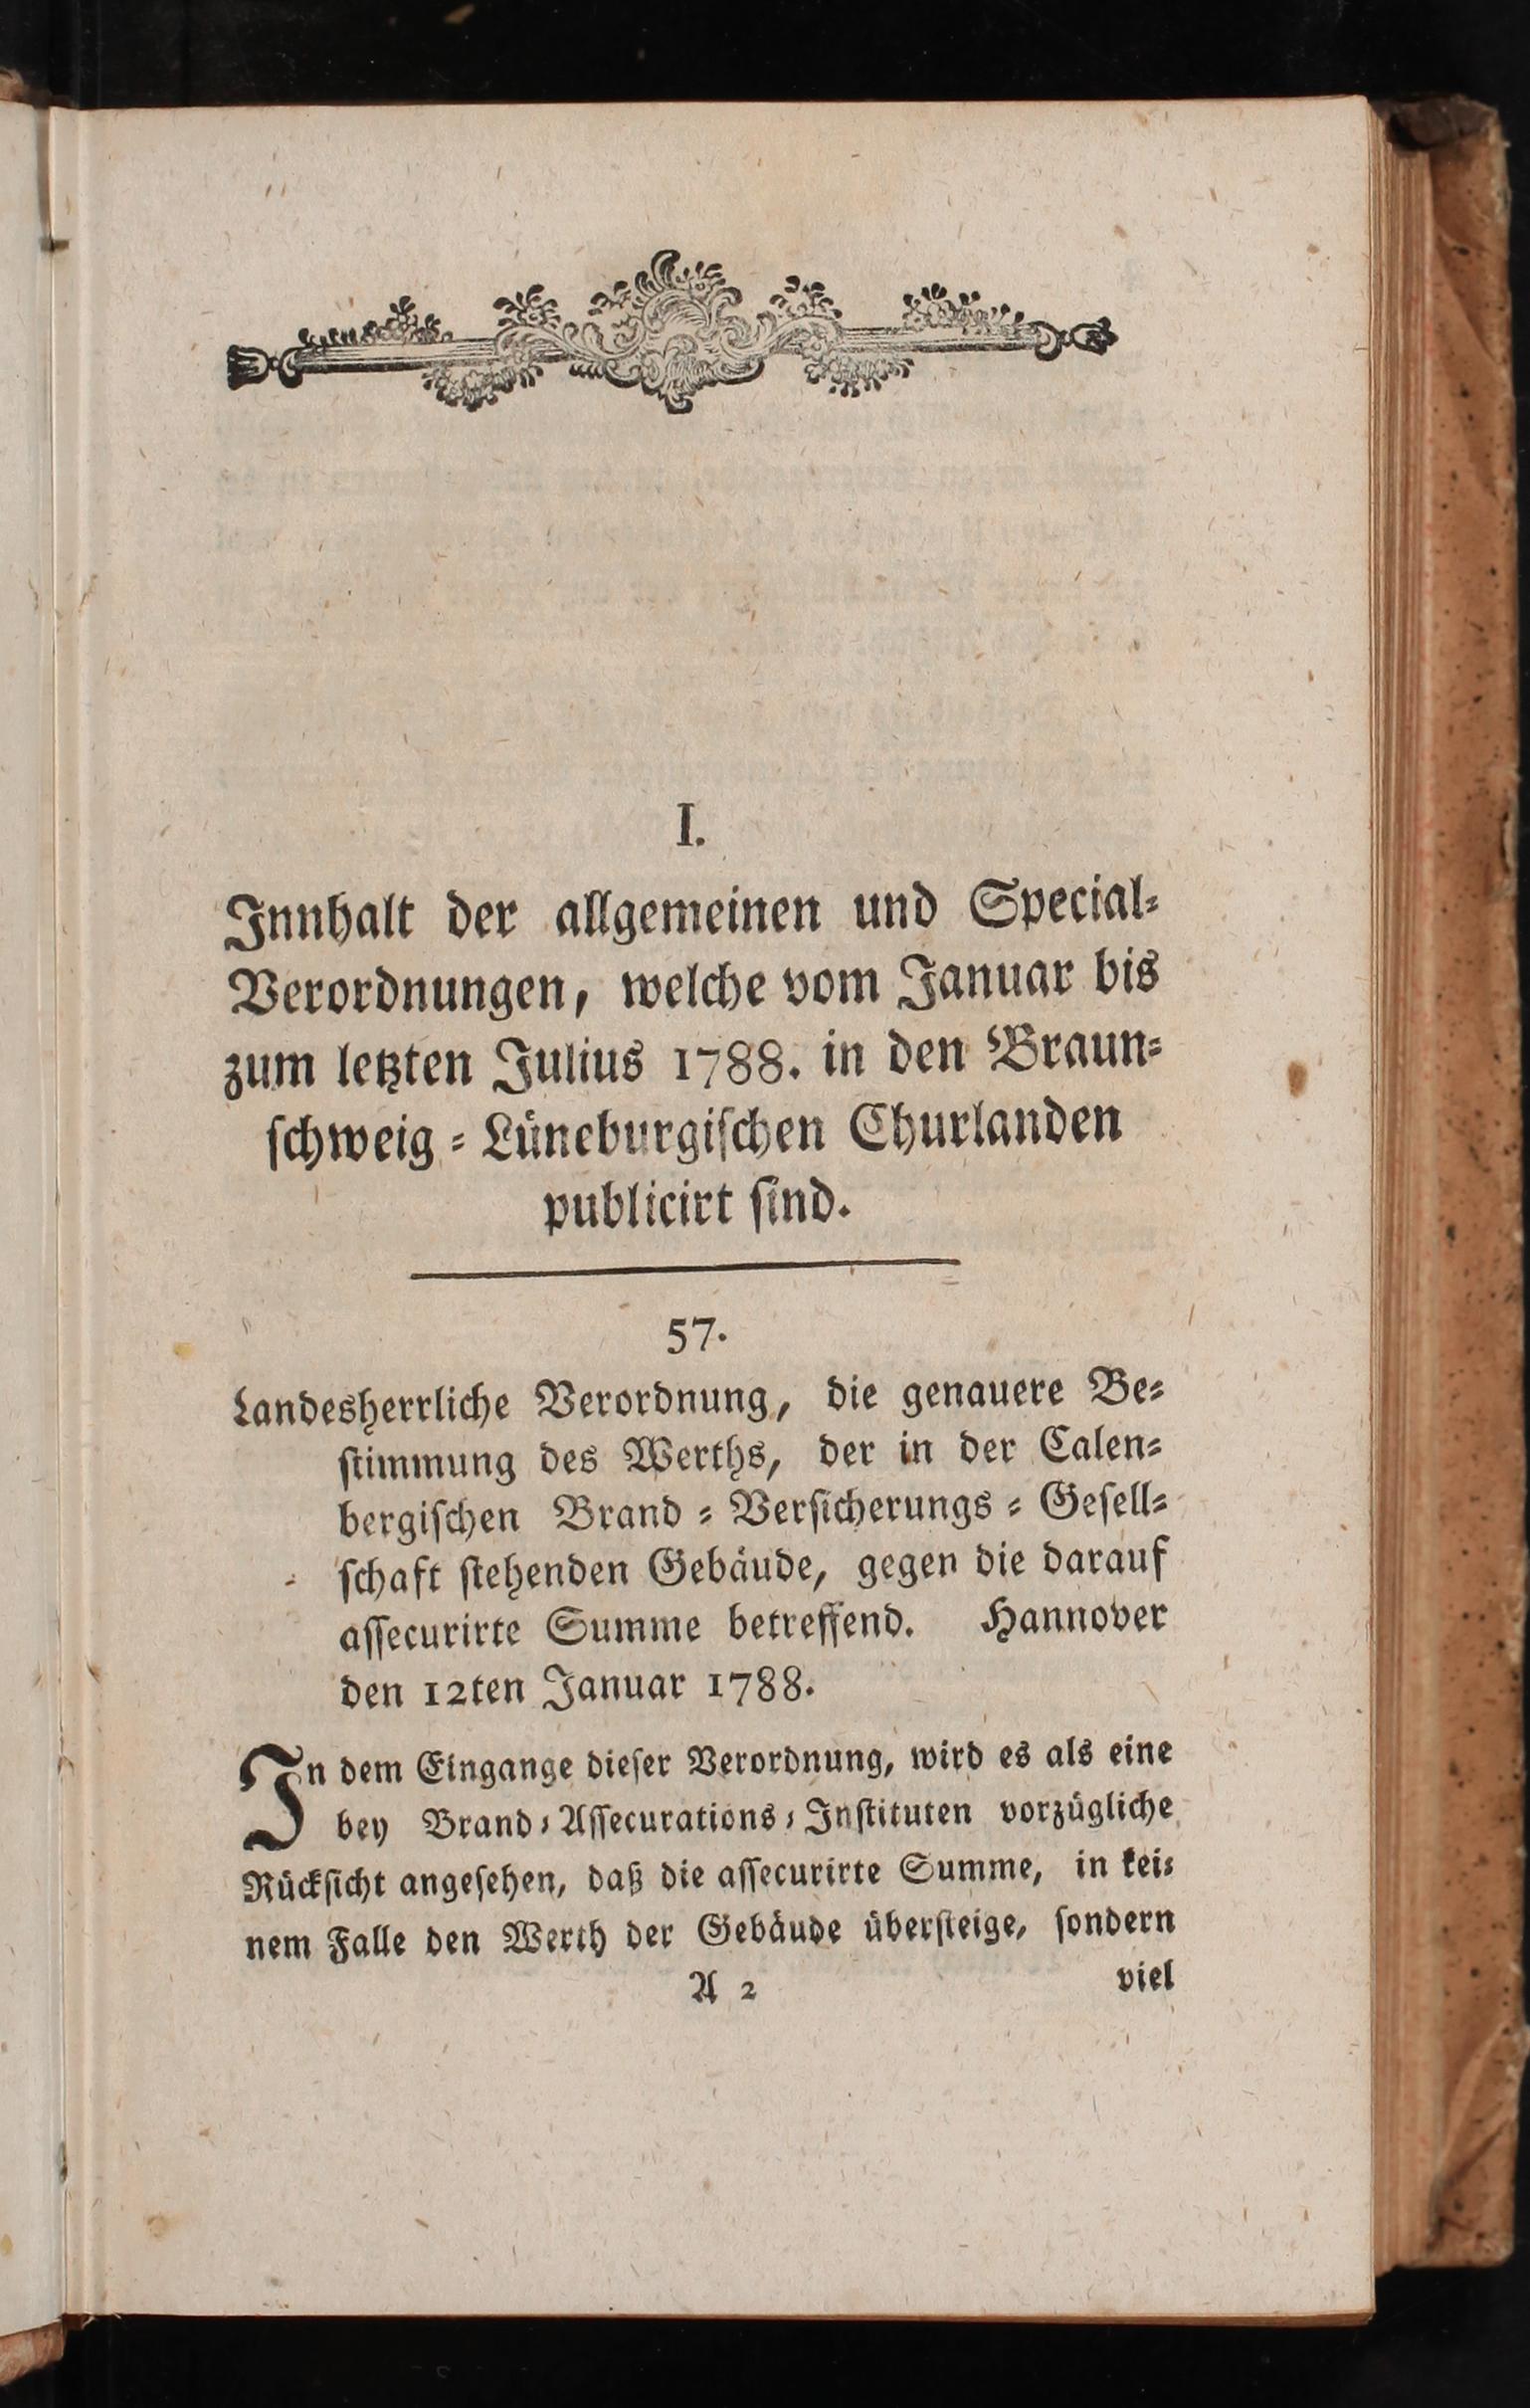 I.
Innhalt der allgemeinen und Special⸗
Verordnungen, welche vom Januar bis
zum letzten Julius 1788. in den Braun⸗
ſchweig⸗Lüneburgiſchen Churlanden
publicirt ſind.
57.
Landesherrliche Verordnung, die genauere Be⸗
ſtimmung des Werths, der in der Calen⸗
bergiſchen Brand⸗Verſicherungs⸗Geſell⸗
ſchaft ſtehenden Gebäude, gegen die darauf
aſſecurirte Summe betreffend. Hannover
den 12ten Januar 1788.
In dem Eingange dieſer Verordnung, wird es als eine
bey Brand⸗Aſſecurations⸗Inſtituten vorzügliche
Rückſicht angeſehen, daß die aſſecurirte Summe, in kei⸗
nem Falle den Werth der Gebäude überſteige, ſondern
A 2 viel